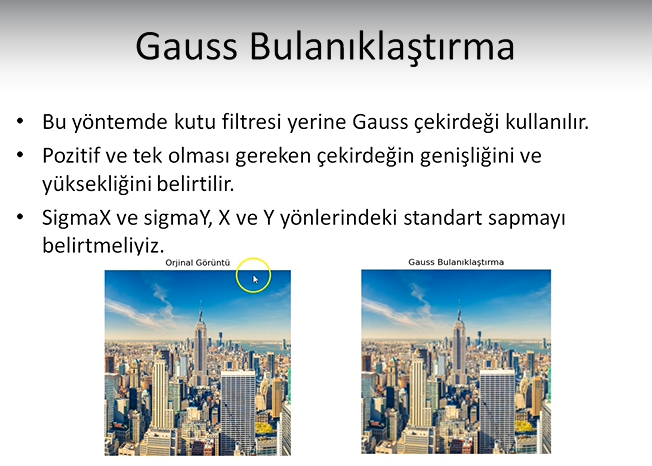 Gauss Bulanıklaştırma
• Bu yöntemde kutu filtresi yerine Gauss çekirdeği kullanılır.
• Pozitif ve tek olması gereken çekirdeğin genişliğini ve
yüksekliğini belirtilir.
• SigmaX ve sigmaY, X ve Y yönlerindeki standart sapmayı
belirtmeliyiz.
Orjinal Görüntü
Gauss Bulanıklaştırma